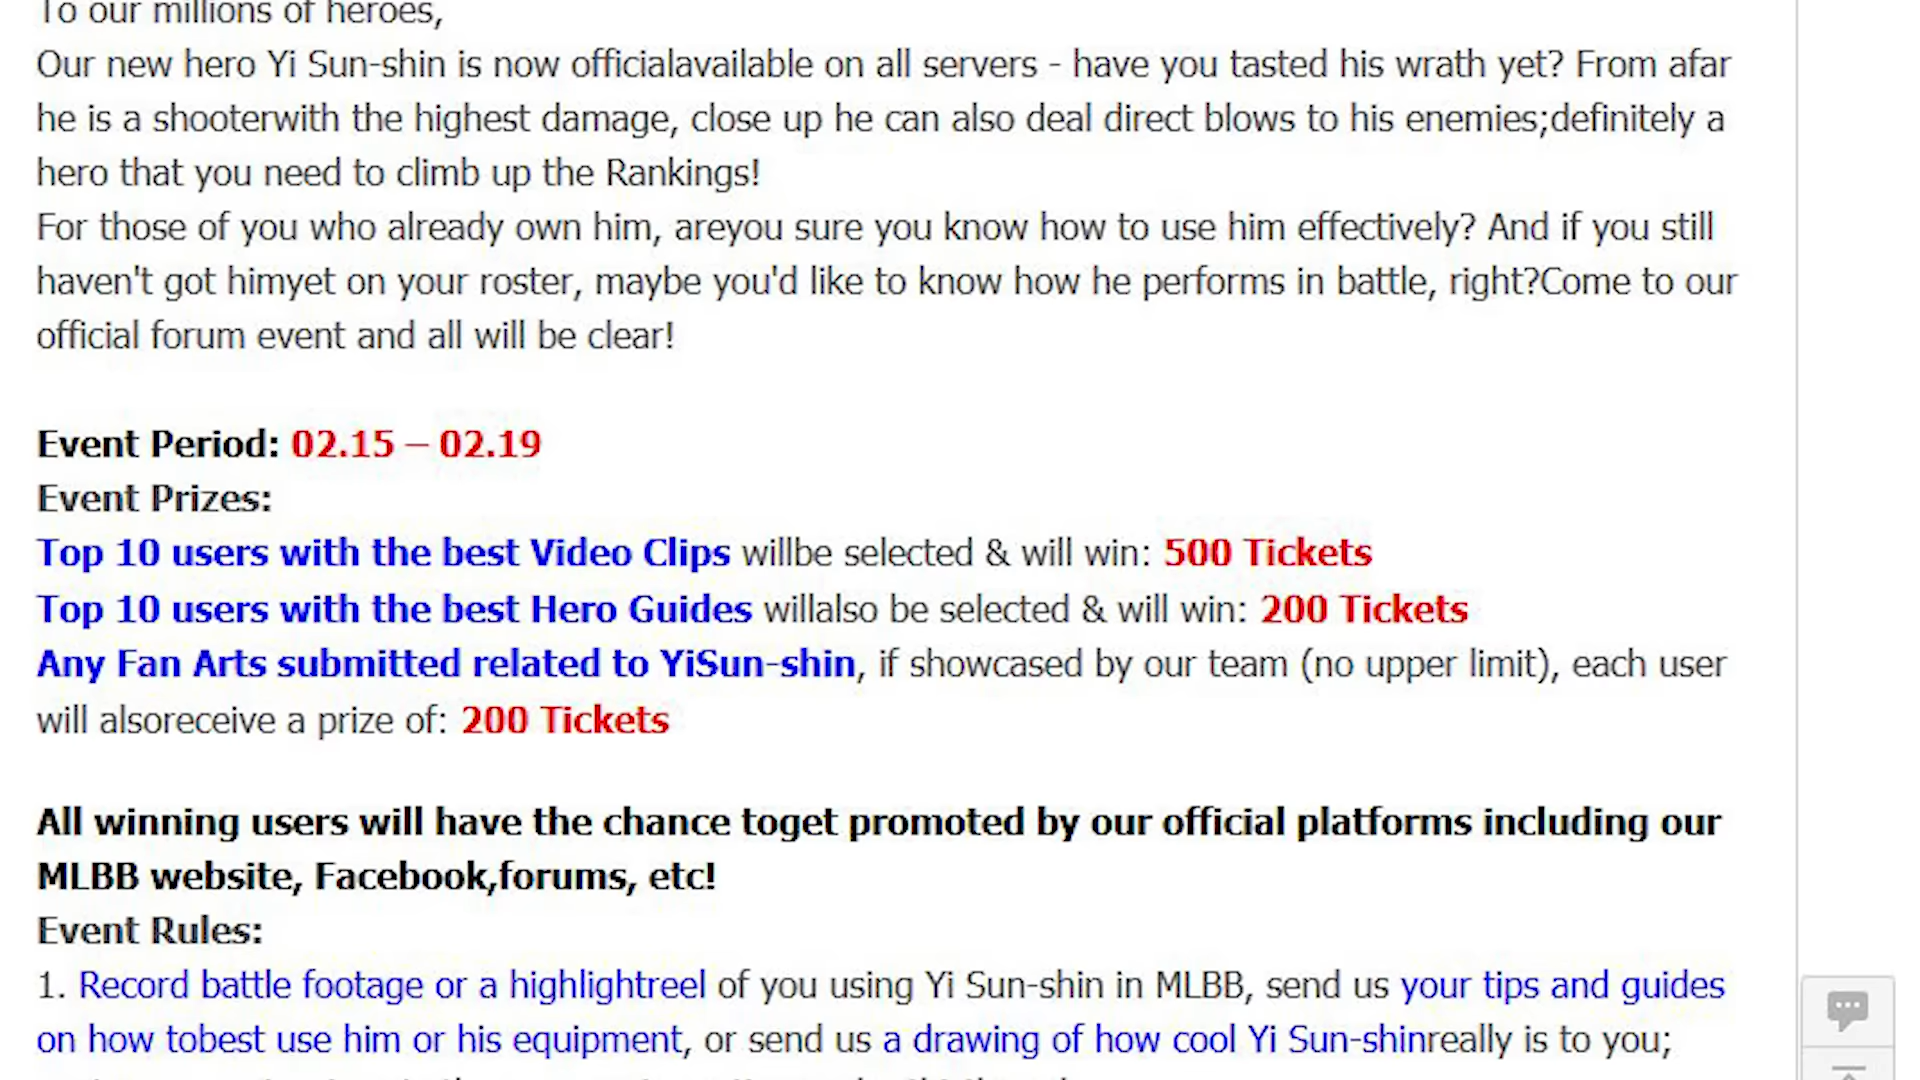 To our millions of heroes,
Our new hero Yi Sun-shin is now officialavailable on all servers - have you tasted his wrath yet? From afar
he is a shooterwith the highest damage, close up he can also deal direct blows to his enemies;definitely a
hero that you need to climb up the Rankings!
For those of you who already own him, areyou sure you know how to use him effectively? And if you still
haven't got himyet on your roster, maybe you'd like to know how he performs in battle, right?Come to our
official forum event and all will be clear!
Event Period: 02.15 – 02.19
Event Prizes:
Top 10 users with the best Video Clips willbe selected & will win: 500 Tickets
Top 10 users with the best Hero Guides willalso be selected & will win: 200 Tickets
Any Fan Arts submitted related to YiSun-shin, if showcased by our team (no upper limit), each user
will alsoreceive a prize of: 200 Tickets
All winning users will have the chance toget promoted by our official platforms including our
MLBB website, Facebook,forums, etc!
Event Rules:
1. Record battle footage or a highlightreel of you using Yi Sun-shin in MLBB, send us your tips and guides
on how tobest use him or his equipment, or send us a drawing of how cool Yi Sun-shinreally is to you;